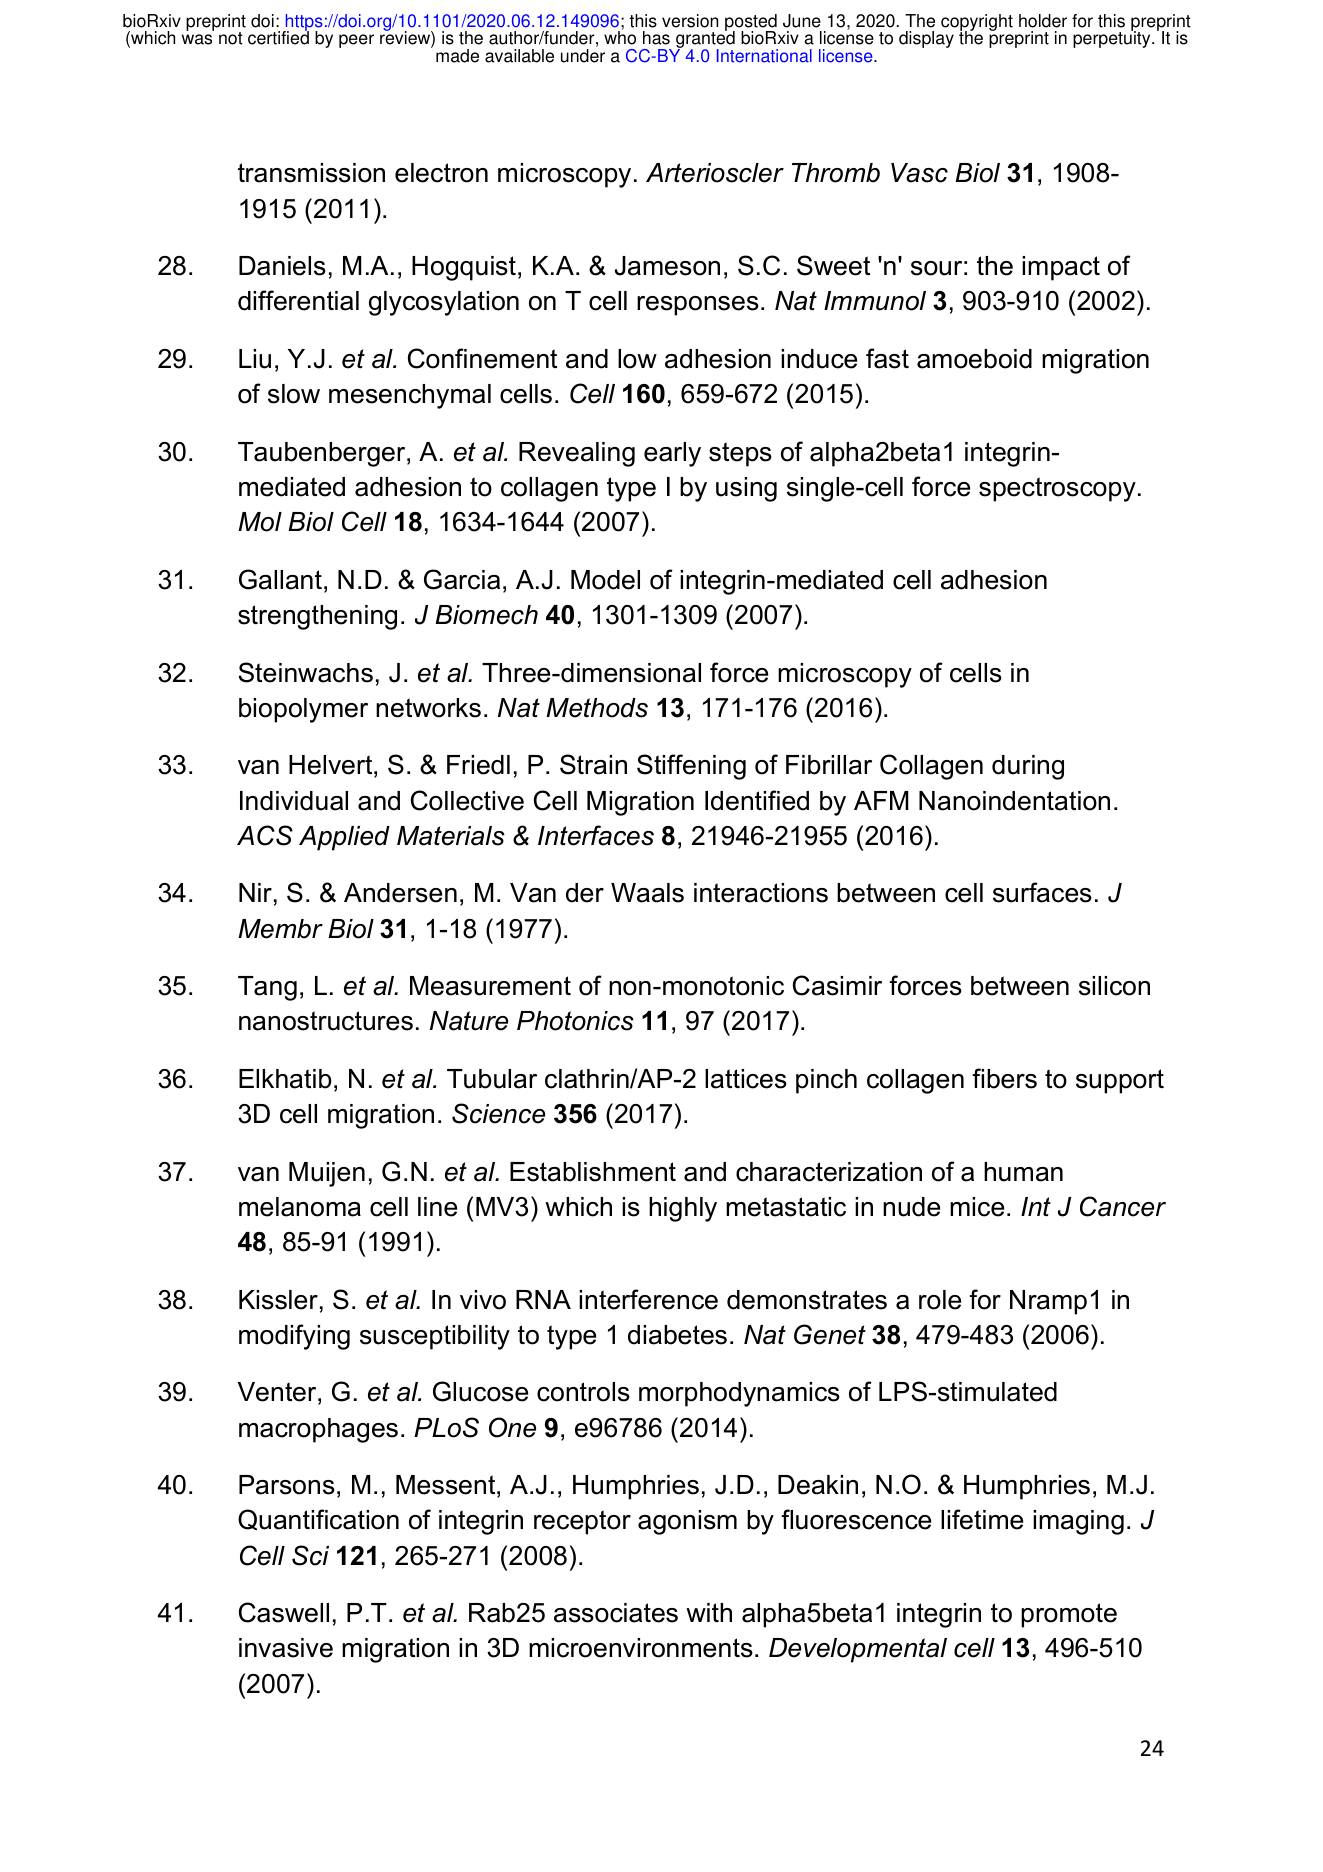 bioRxiv preprint doi: https://doi.org/10.1101/2020.06.12.149096; this version posted June 13, 2020. The copyright holder for this preprint
(which was not certified by peer review) is the author/funder, who has granted bioRxiv a license to display the preprint in perpetuity. It is
made available under a CC-BY 4.0 International license.
transmission electron microscopy. Arterioscler Thromb Vasc Biol 31, 1908-
1915 (2011).
28. Daniels, M.A., Hogquist, K.A. & Jameson, S.C. Sweet 'n' sour: the impact of
differential glycosylation on T cell responses. Nat Immunol 3, 903-910 (2002).
29. Liu, Y.J. et al. Confinement and low adhesion induce fast amoeboid migration
of slow mesenchymal cells. Cell 160, 659-672 (2015).
30. Taubenberger, A. et al. Revealing early steps of alpha2beta1 integrin-
mediated adhesion to collagen type I by using single-cell force spectroscopy.
Mol Biol Cell 18, 1634-1644 (2007).
31. Gallant, N.D. & Garcia, A.J. Model of integrin-mediated cell adhesion
strengthening. J Biomech 40, 1301-1309 (2007).
32. Steinwachs, J. et al. Three-dimensional force microscopy of cells in
biopolymer networks. Nat Methods 13, 171-176 (2016).
33. van Helvert, S. & Friedl, P. Strain Stiffening of Fibrillar Collagen during
Individual and Collective Cell Migration Identified by AFM Nanoindentation.
ACS Applied Materials & Interfaces 8, 21946-21955 (2016).
34. Nir, S. & Andersen, M. Van der Waals interactions between cell surfaces. J
Membr Biol 31, 1-18 (1977).
35. Tang, L. et al. Measurement of non-monotonic Casimir forces between silicon
nanostructures. Nature Photonics 11, 97 (2017).
36. Elkhatib, N. et al. Tubular clathrin/AP-2 lattices pinch collagen fibers to support
3D cell migration. Science 356 (2017).
37. van Muijen, G.N. et al. Establishment and characterization of a human
melanoma cell line (MV3) which is highly metastatic in nude mice. Int J Cancer
48, 85-91 (1991).
38. Kissler, S. et al. In vivo RNA interference demonstrates a role for Nramp1 in
modifying susceptibility to type 1 diabetes. Nat Genet 38, 479-483 (2006).
39. Venter, G. et al. Glucose controls morphodynamics of LPS-stimulated
macrophages. PLoS One 9, e96786 (2014).
40. Parsons, M., Messent, A.J., Humphries, J.D., Deakin, N.O. & Humphries, M.J.
Quantification of integrin receptor agonism by fluorescence lifetime imaging. J
Cell Sci 121, 265-271 (2008).
41. Caswell, P.T. et al. Rab25 associates with alpha5beta1 integrin to promote
invasive migration in 3D microenvironments. Developmental cell 13, 496-510
(2007).
24